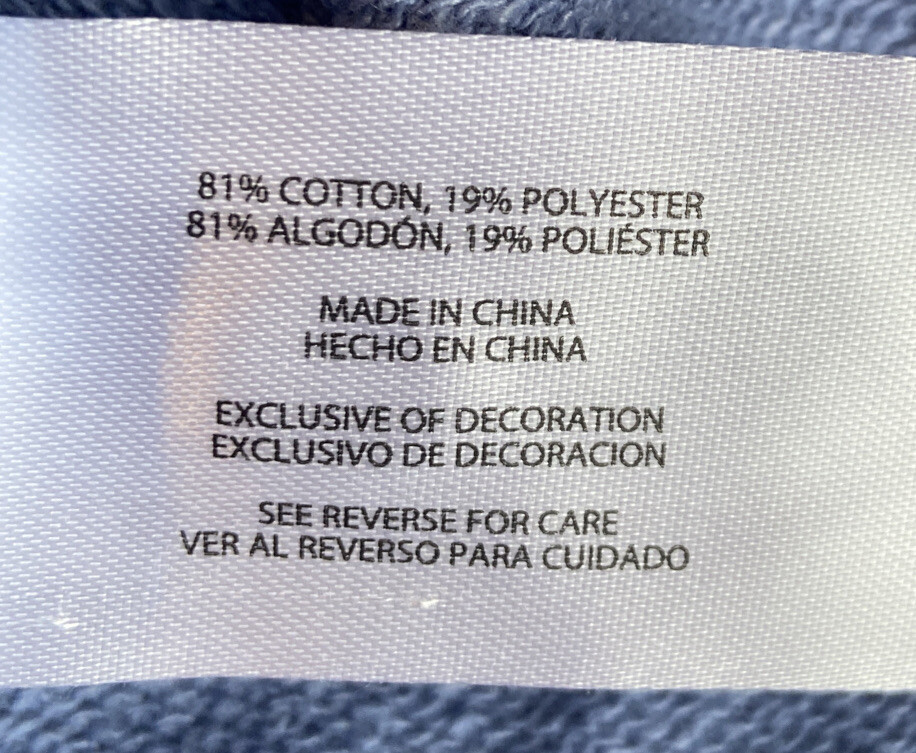 81% COTTON, 19% POLYESTER
81% ALGODÓN, 19% POLIÉSTER
MADE IN CHINA
HECHO EN CHINA
EXCLUSIVE OF DECORATION
EXCLUSIVO DE DECORACION
SEE REVERSE FOR CARE
VER AL REVERSO PARA CUIDADO